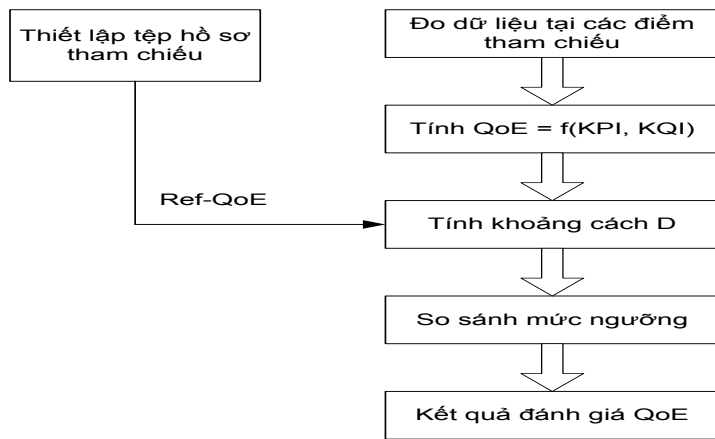 Thiết lập tệp hồ sơ
tham chiếu
Đo dữ liệu tại các điểm
tham chiếu
Tính QoE = f(KPI, KQI)
Ref-QoE
Tính khoảng cách D
So sánh mức ngưỡng
Kết quả đánh giá QoE